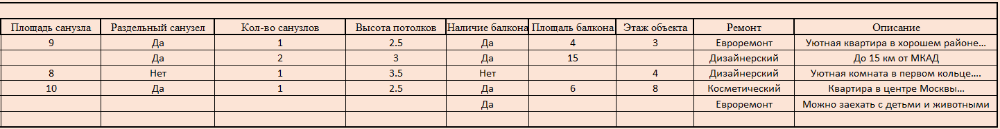 Площадь санузла Раздельный санузел Кол-во санузлов Высота потолков Наличие балкона Площаль балкона Этаж объекта Ремонт Описание
9 Да 1 2.5 Да 4 3 Евроремонт Уютная квартира в хорошем районе...
Да 2 3 Да 15 Дизайнерский До 15 км от МКАД
8 Нет 1 3.5 Нет 4 Дизайнерский Уютная комната в первом кольце....
10 Да 1 2.5 Да 6 8 Косметический Квартира в центре Москвы...
Да Евроремонт Можно заехать с детьми и животными